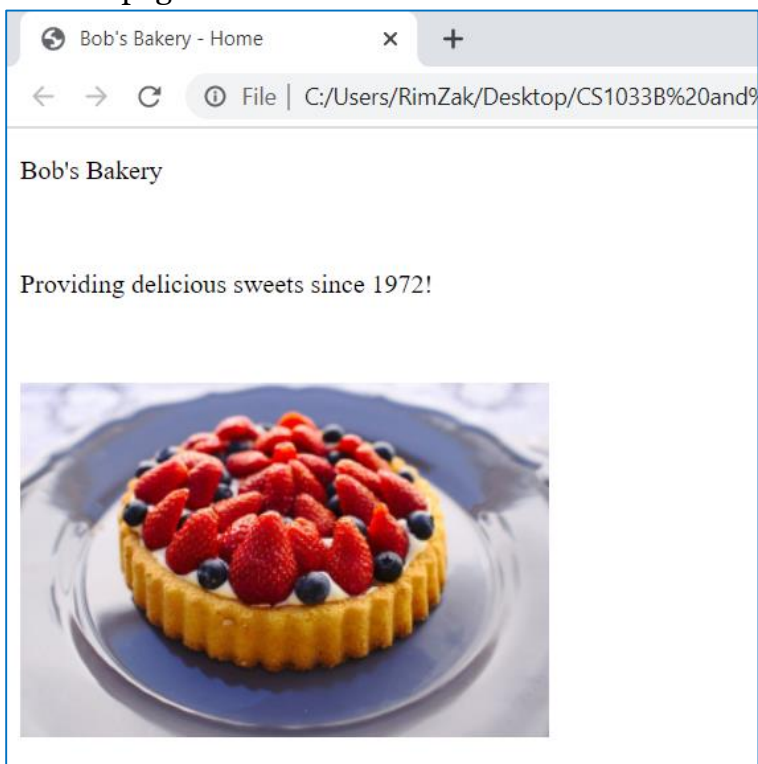 Bob's Bakery - Home
File | C:/Users/RimZak/Desktop/CS1033B%20and%
Bob's Bakery
Providing delicious sweets since 1972!